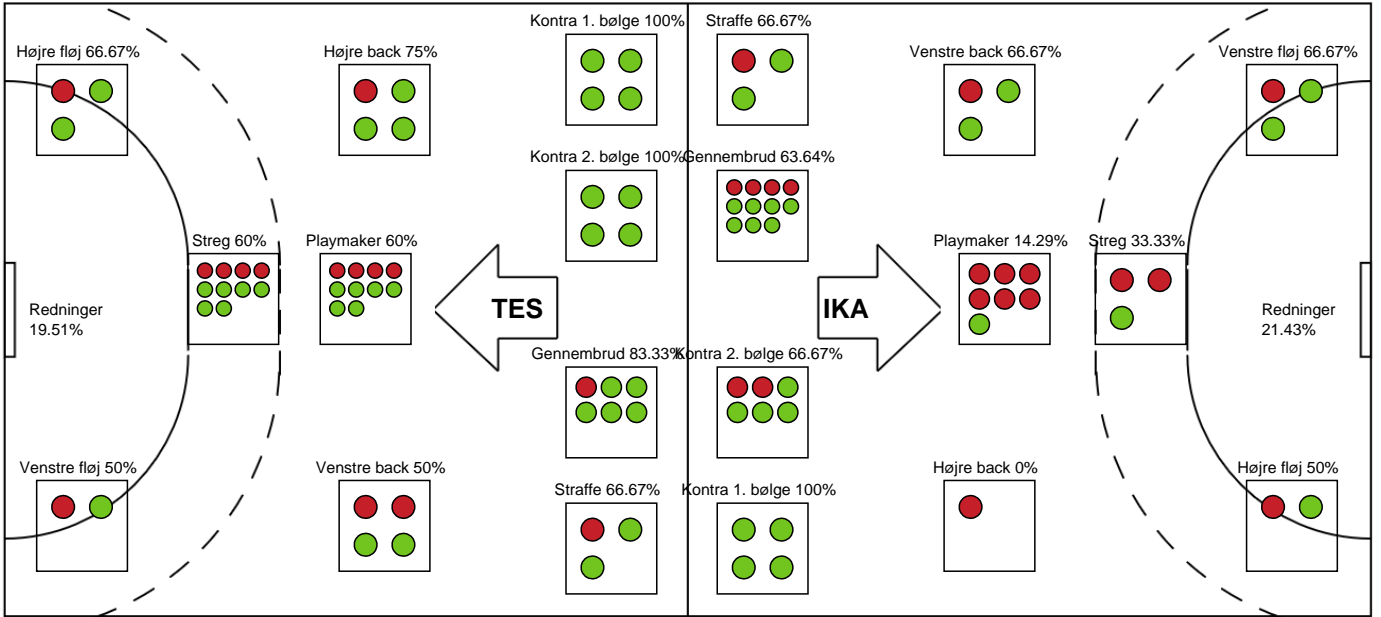 Kontra 1. bølge 100%
Straffe 66.67%
Højre fløj 66.67%
Højre back 75%
Venstre back 66.67%
Venstre fløj 66.67%
Kontra 2. bølge 100%
Gennembrud 63.64%
Streg 60%
Playmaker 60%
Playmaker 14.29%
Streg 33.33%
TES
IKA
Redninger
19.51%
Redninger
21.43%
Gennembrud 83.33%
Kontra 2. bølge 66.67%
Venstre fløj 50%
Venstre back 50%
Højre back 0%
Højre fløj 50%
Straffe 66.67%
Kontra 1. bølge 100%